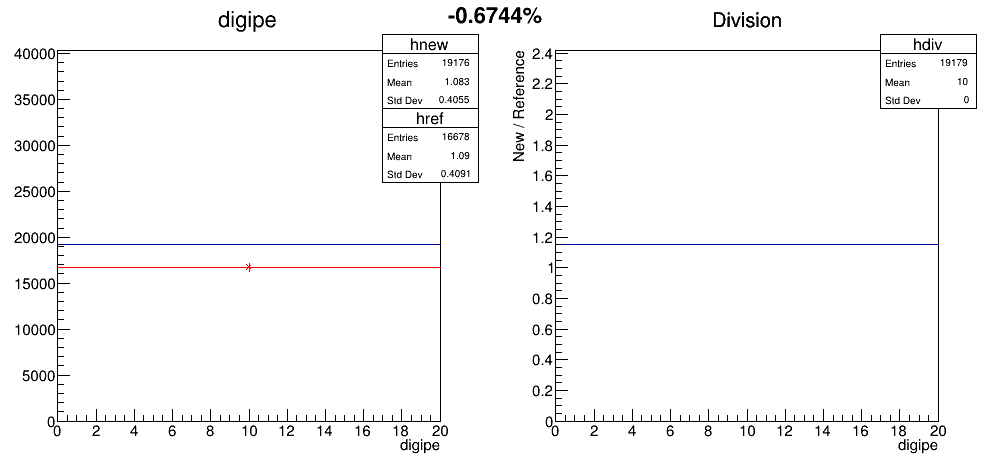 -0.6744%
digipe
hnew
Entries 19176
Mean 1.083
Std Dev 0.4055
href
Entries 16678
Mean 1.09
Std Dev 0.4091
40000
35000
30000
25000
20000
15000
10000
5000
0
0 2 4 6 8 10 12 14 16 18 20
digipe
Division
hdiv
Entries 19179
Mean 10
Std Dev 0
New / Reference
2.4
2.2
2
1.8
1.6
1.4
1.2
1
0.8
0.6
0.4
0.2
0
0 2 4 6 8 10 12 14 16 18 20
digipe